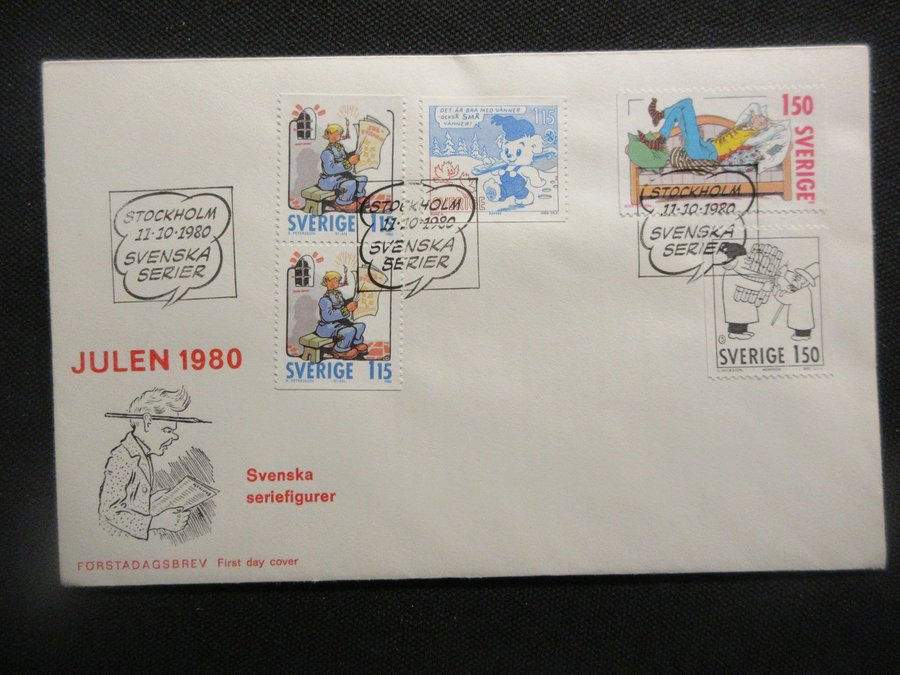 115
DET ÄR BRA MED VÄNNER
OCKSÅ SMÅ
VÄNNER!
150
SVERIGE
STOCKHOLM
11·10·1980
SVENSKA
SERIER
STOCKHOLM
11·10·1980
SVENSKA
SERIER
STOCKHOLM
11·10·1980
SVENSKA
SERIER
SVERIGE 115
SVERIGE 115
SVERIGE 150
JULEN 1980
Svenska
seriefigurer
FÖRSTADAGSBREV First day cover